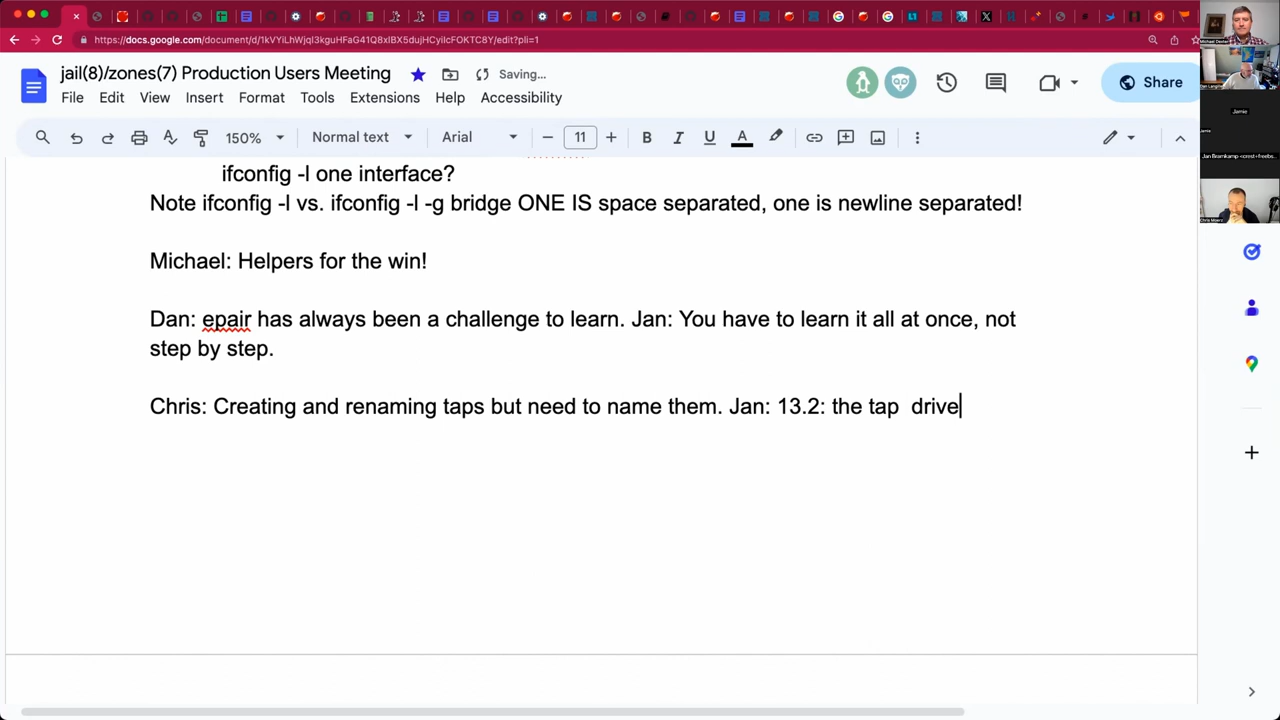 https://docs.google.com/document/d/1kVYiLhWjqI3kguHFaG41Q8xIBX5dujHCyiIcFOKTC8Y/edit?pli=1
jail(8)/zones(7) Production Users Meeting
Saving...
File Edit View Insert Format Tools Extensions Help Accessibility
Share
150% Normal text Arial 11
ifconfig -l one interface?
Note ifconfig -l vs. ifconfig -l -g bridge ONE IS space separated, one is newline separated!
Michael: Helpers for the win!
Dan: epair has always been a challenge to learn. Jan: You have to learn it all at once, not
step by step.
Chris: Creating and renaming taps but need to name them. Jan: 13.2: the tap  drive
Jamie
Jamie